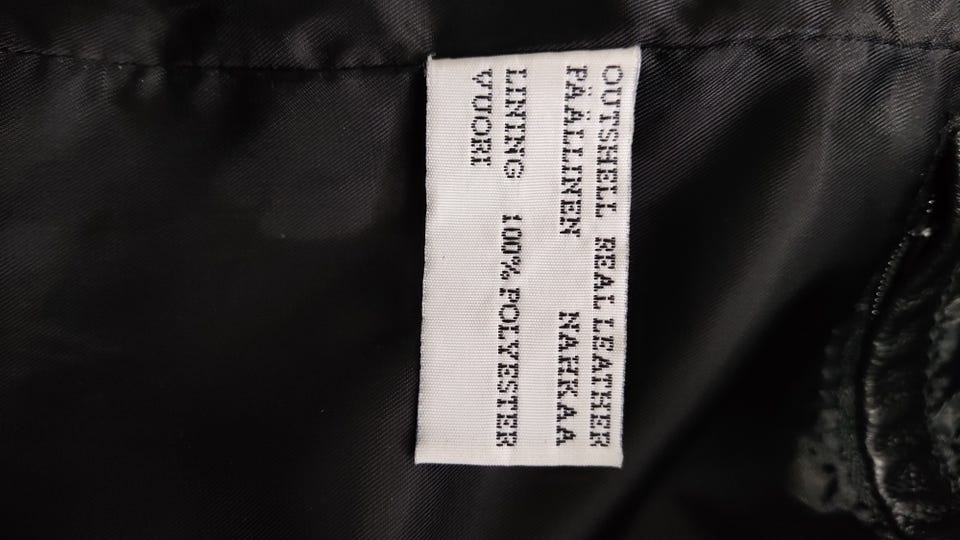 OUTSHELL REAL LEATHER
PÄÄLLINEN NAHKAA
LINING 100% POLYESTER
VUORI